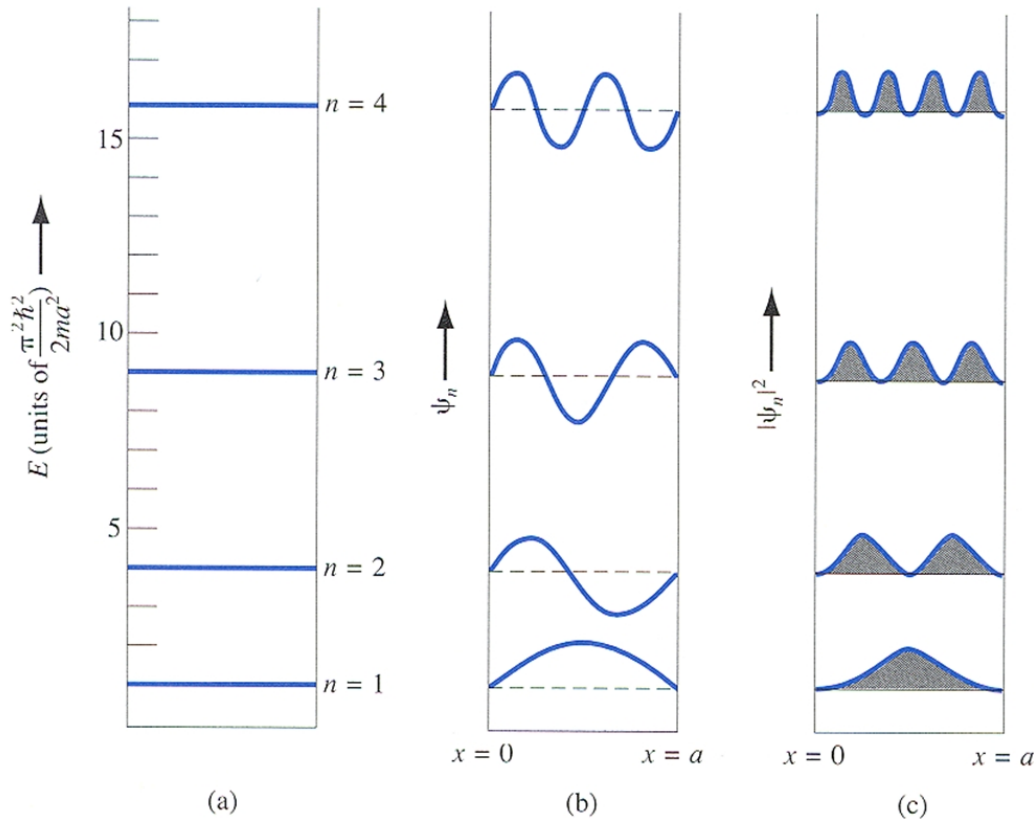 E (units of π²ℏ²/2ma²)
15
10
5
n = 4
n = 3
n = 2
n = 1
(a)
ψₙ
x = 0
x = a
(b)
|ψₙ|²
x = 0
x = a
(c)